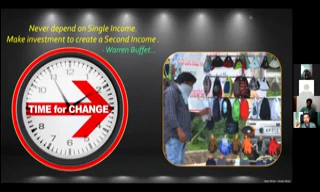 Never depend on Single Income.
Make investment to create a Second Income.
- Warren Buffet...
TIME for CHANGE